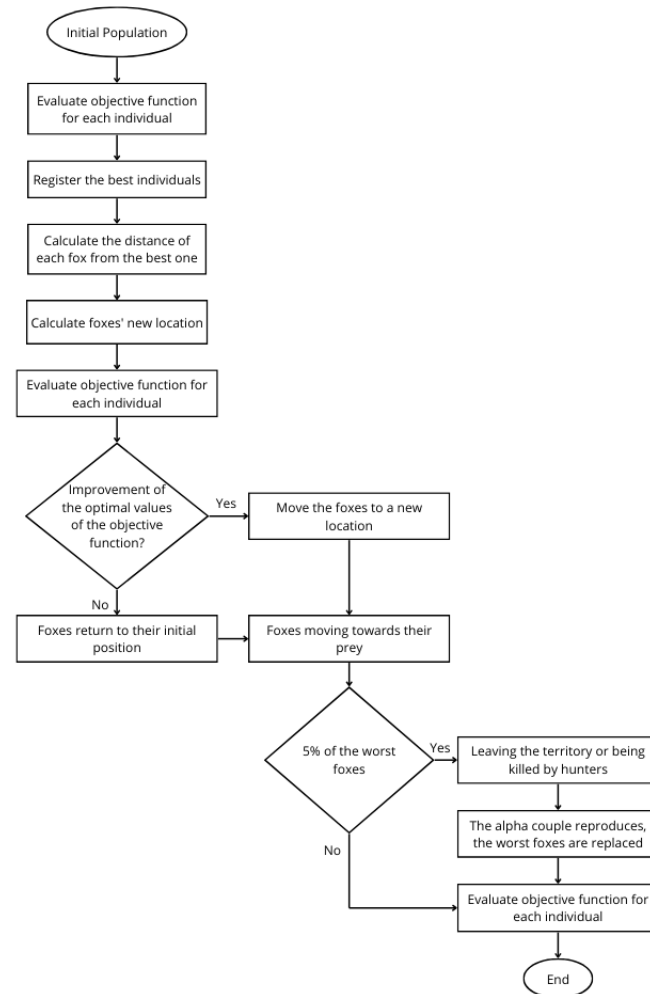 Initial Population
Evaluate objective function
for each individual
Register the best individuals
Calculate the distance of
each fox from the best one
Calculate foxes' new location
Evaluate objective function for
each individual
Improvement of
the optimal values
of the objective
function?
Yes
Move the foxes to a new
location
No
Foxes return to their initial
position
Foxes moving towards their
prey
5% of the worst
foxes
Yes
Leaving the territory or being
killed by hunters
The alpha couple reproduces,
the worst foxes are replaced
No
Evaluate objective function for
each individual
End